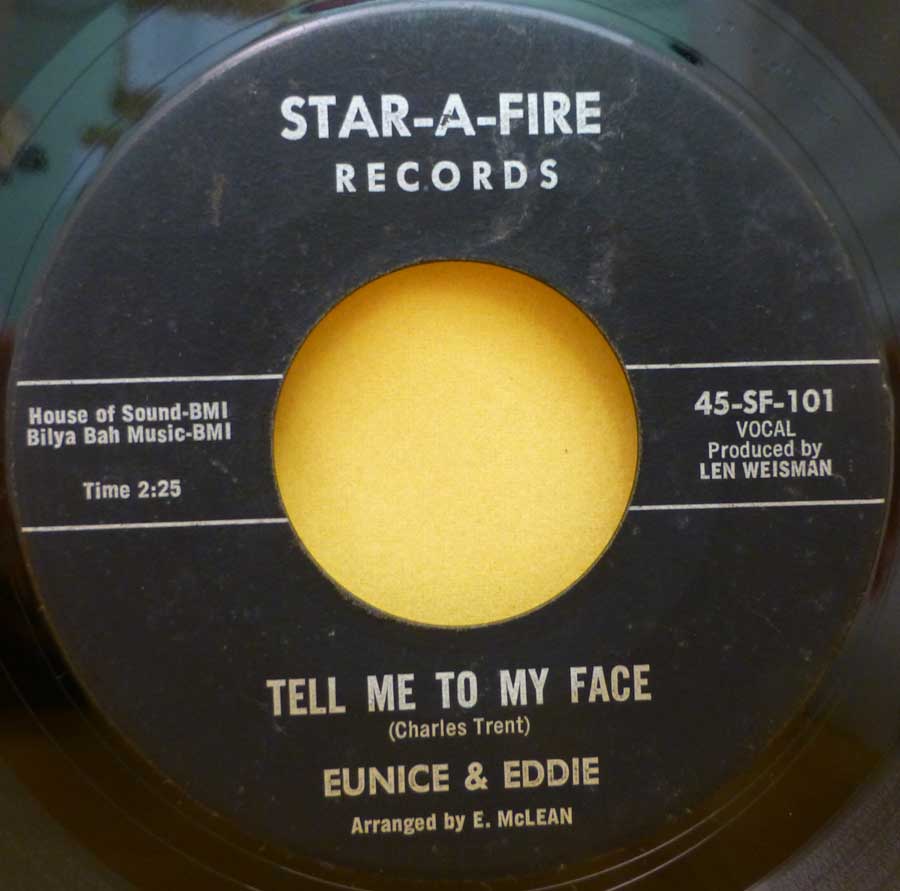 STAR-A-FIRE
RECORDS
House of Sound-BMI
Bilya Bah Music-BMI
Time 2:25
45-SF-101
VOCAL
Produced by
LEN WEISMAN
TELL ME TO MY FACE
(Charles Trent)
EUNICE & EDDIE
Arranged by E. McLEAN